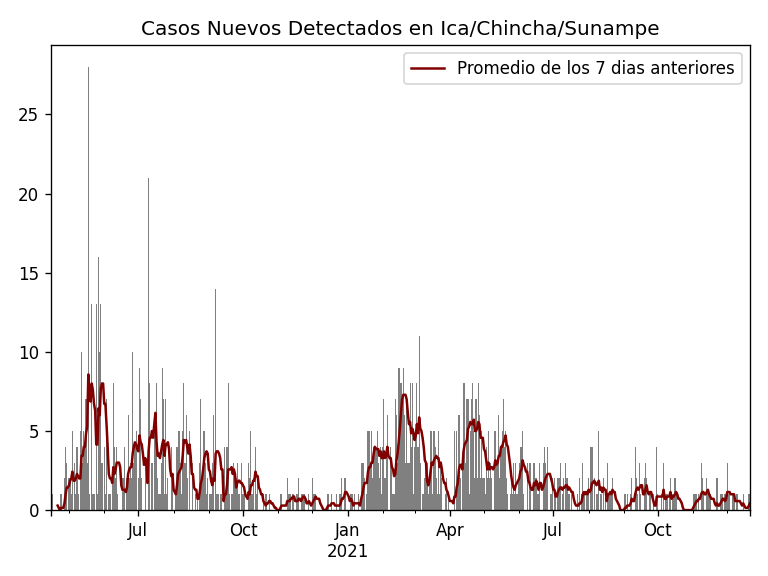 Casos Nuevos Detectados en Ica/Chincha/Sunampe
Promedio de los 7 dias anteriores
25
20
15
10
5
0
Jul Oct Jan Apr Jul Oct
2021